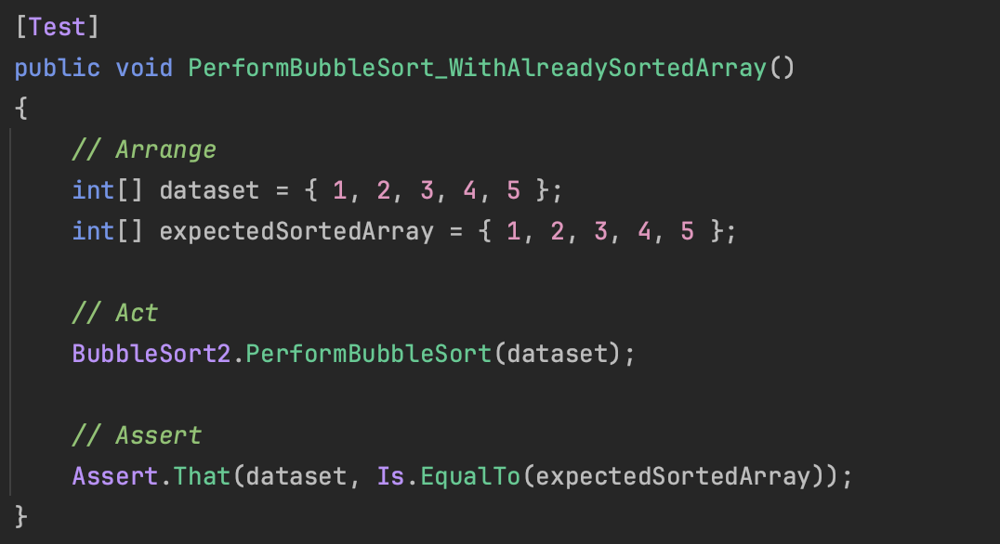 [Test]
public void PerformBubbleSort_WithAlreadySortedArray()
{
// Arrange
int[] dataset = { 1, 2, 3, 4, 5 };
int[] expectedSortedArray = { 1, 2, 3, 4, 5 };
// Act
BubbleSort2.PerformBubbleSort(dataset);
// Assert
Assert.That(dataset, Is.EqualTo(expectedSortedArray));
}